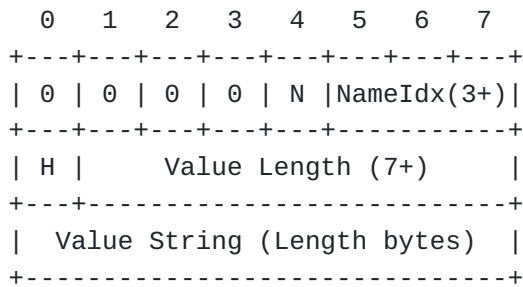 0   1   2   3   4   5   6   7
+---+---+---+---+---+---+---+---+
| 0 | 0 | 0 | 0 | N |NameIdx(3+)|
+---+---+---+---+---+-----------+
| H |     Value Length (7+)     |
+---+---------------------------+
|  Value String (Length bytes)  |
+-------------------------------+